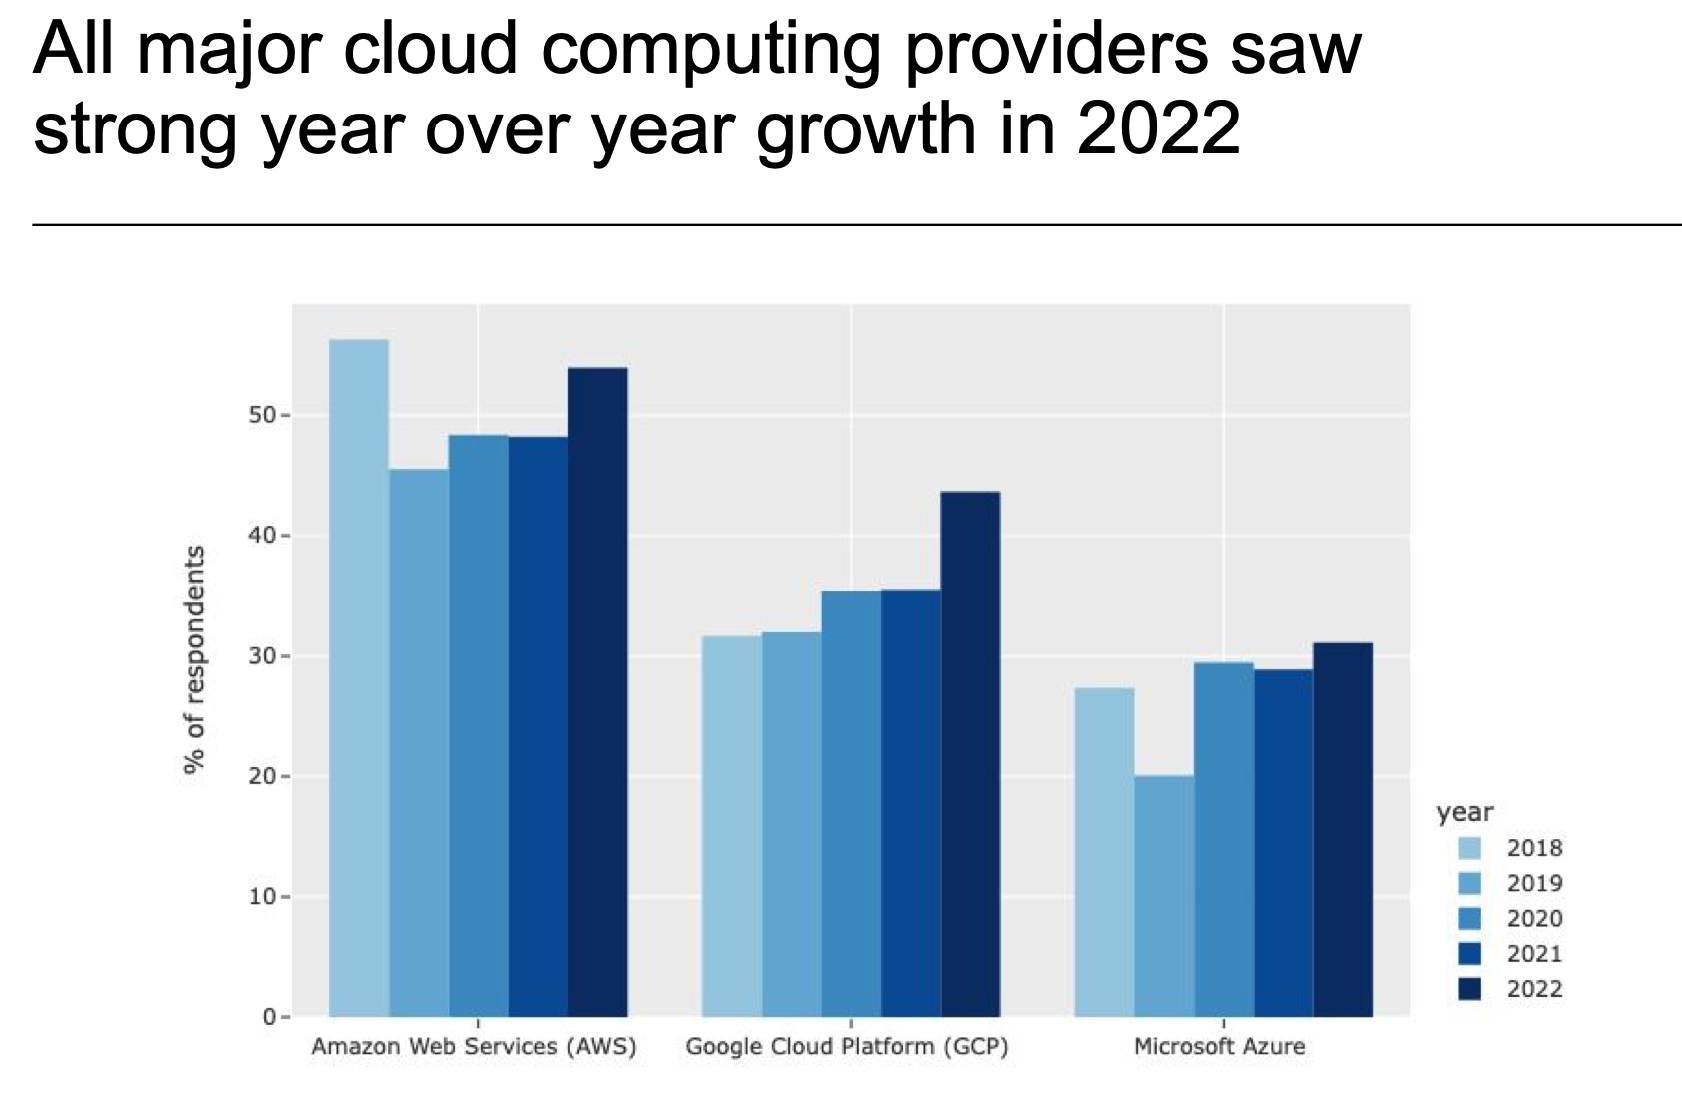 All major cloud computing providers saw
strong year over year growth in 2022
50
40
30
20
10
0
% of respondents
Amazon Web Services (AWS)
Google Cloud Platform (GCP)
Microsoft Azure
year
2018
2019
2020
2021
2022